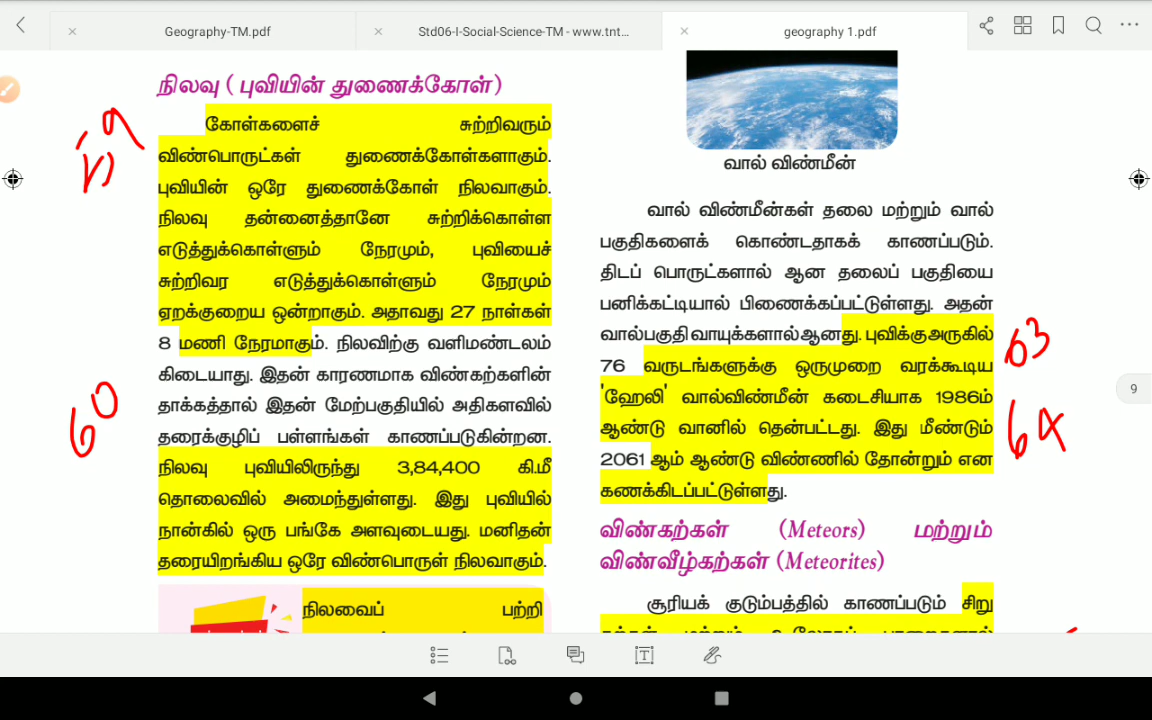 Geography-TM.pdf
Std06-I-Social-Science-TM - www.tnt...
geography 1.pdf
நிலவு ( புவியின் துணைக்கோள்)
கோள்களைச் சுற்றிவரும்
விண்பொருட்கள் துணைக்கோள்களாகும்.
புவியின் ஒரே துணைக்கோள் நிலவாகும்.
நிலவு தன்னைத்தானே சுற்றிக்கொள்ள
எடுத்துக்கொள்ளும் நேரமும், புவியைச்
சுற்றிவர எடுத்துக்கொள்ளும் நேரமும்
ஏறக்குறைய ஒன்றாகும். அதாவது 27 நாள்கள்
8 மணி நேரமாகும். நிலவிற்கு வளிமண்டலம்
கிடையாது. இதன் காரணமாக விண்கற்களின்
தாக்கத்தால் இதன் மேற்பகுதியில் அதிகளவில்
தரைக்குழிப் பள்ளங்கள் காணப்படுகின்றன.
நிலவு புவியிலிருந்து 3,84,400 கி.மீ
தொலைவில் அமைந்துள்ளது. இது புவியில்
நான்கில் ஒரு பங்கே அளவுடையது. மனிதன்
தரையிறங்கிய ஒரே விண்பொருள் நிலவாகும்.
நிலவைப் பற்றி
60
வால் விண்மீன்
வால் விண்மீன்கள் தலை மற்றும் வால்
பகுதிகளைக் கொண்டதாகக் காணப்படும்.
திடப் பொருட்களால் ஆன தலைப் பகுதியை
பனிக்கட்டியால் பிணைக்கப்பட்டுள்ளது. அதன்
வால்பகுதி வாயுக்களால் ஆனது. புவிக்கு அருகில்
76 வருடங்களுக்கு ஒருமுறை வரக்கூடிய
'ஹேலி' வால்விண்மீன் கடைசியாக 1986ம்
ஆண்டு வானில் தென்பட்டது. இது மீண்டும்
2061 ஆம் ஆண்டு விண்ணில் தோன்றும் என
கணக்கிடப்பட்டுள்ளது.
63
64
விண்கற்கள் (Meteors) மற்றும்
விண்வீழ்கற்கள் (Meteorites)
சூரியக் குடும்பத்தில் காணப்படும் சிறு
9